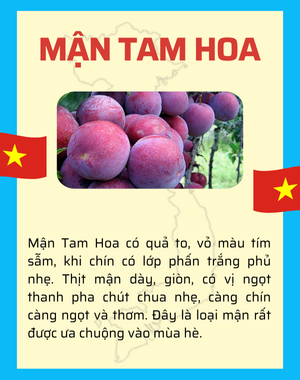 MẬN TAM HOA
Mận Tam Hoa có quả to, vỏ màu tím
sẫm, khi chín có lớp phấn trắng phủ
nhẹ. Thịt mận dày, giòn, có vị ngọt
thanh pha chút chua nhẹ, càng chín
càng ngọt và thơm. Đây là loại mận rất
được ưa chuộng vào mùa hè.